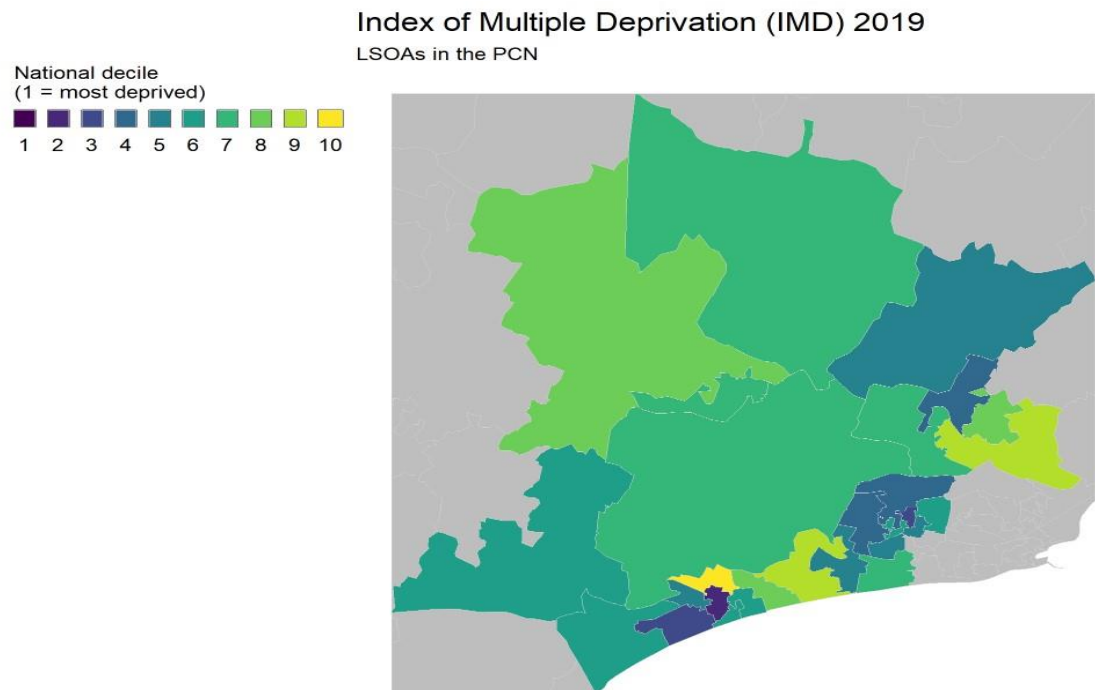 Index of Multiple Deprivation (IMD) 2019
LSOAs in the PCN
National decile
(1 = most deprived)
1 2 3 4 5 6 7 8 9 10